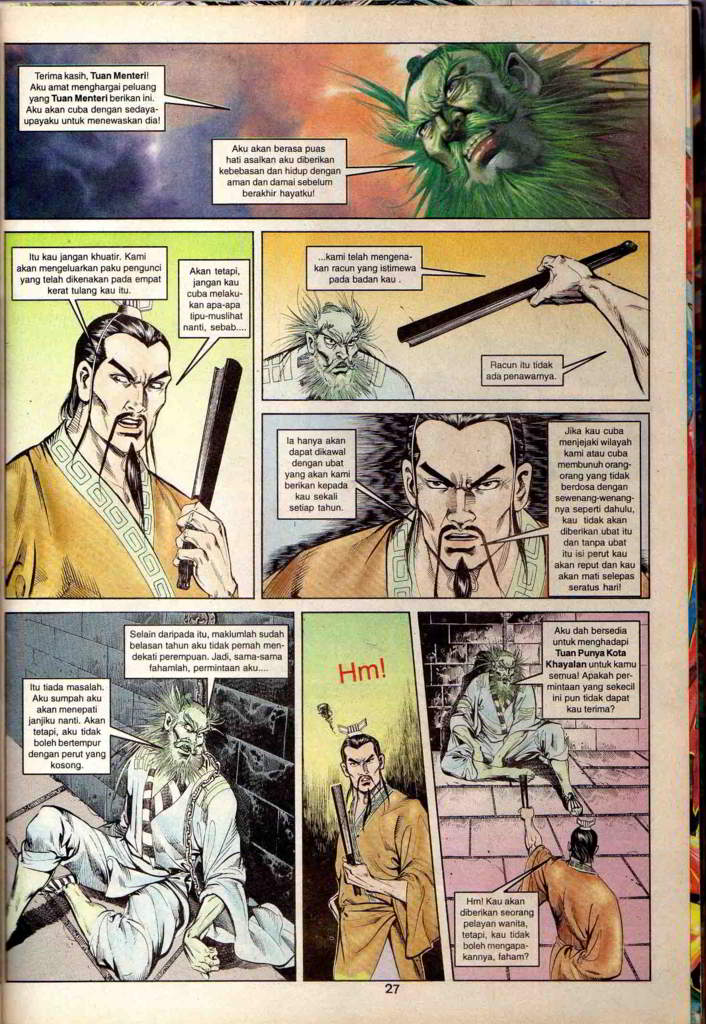 Terima kasih, Tuan Menteri!
Aku amat menghargai peluang
yang Tuan Menteri berikan ini.
Aku akan cuba dengan sedaya-
upayaku untuk menewaskan dia!
Aku akan berasa puas
hati asalkan aku diberikan
kebebasan dan hidup dengan
aman dan damai sebelum
berakhir hayatku!
Itu kau jangan khuatir. Kami
akan mengeluarkan paku pengunci
yang telah dikenakan pada empat
kerat tulang kau itu.
Akan tetapi,
jangan kau
cuba melaku-
kan apa-apa
tipu-muslihat
nanti, sebab....
...kami telah mengena-
kan racun yang istimewa
pada badan kau .
Racun itu tidak
ada penawarnya.
Ia hanya akan
dapat dikawal
dengan ubat
yang akan kami
berikan kepada
kau sekali
setiap tahun.
Jika kau cuba
menjejaki wilayah
kami atau cuba
membunuh orang-
orang yang tidak
berdosa dengan
sewenang-wenang-
nya seperti dahulu,
kau tidak akan
diberikan ubat
dan tanpa ubat
itu isi perut kau
akan reput dan kau
akan mati selepas
seratus hari!
Selain daripada itu, maklumlah sudah
belasan tahun aku tidak pernah men-
dekati perempuan. Jadi, sama-sama
fahamlah, permintaan aku....
Itu tiada masalah.
Aku sumpah aku
akan menepati
janjiku nanti. Akan
tetapi, aku tidak
boleh bertempur
dengan perut yang
kosong.
Hm!
Aku dah bersedia
untuk menghadapi
Tuan Punya Kota
Khayalan untuk kamu
semua! Apakah per-
mintaan yang sekecil
ini pun tidak dapat
kau terima?
Hm! Kau akan
diberikan seorang
pelayan wanita,
tetapi, kau tidak
boleh mengapa-
kannya, faham?
27